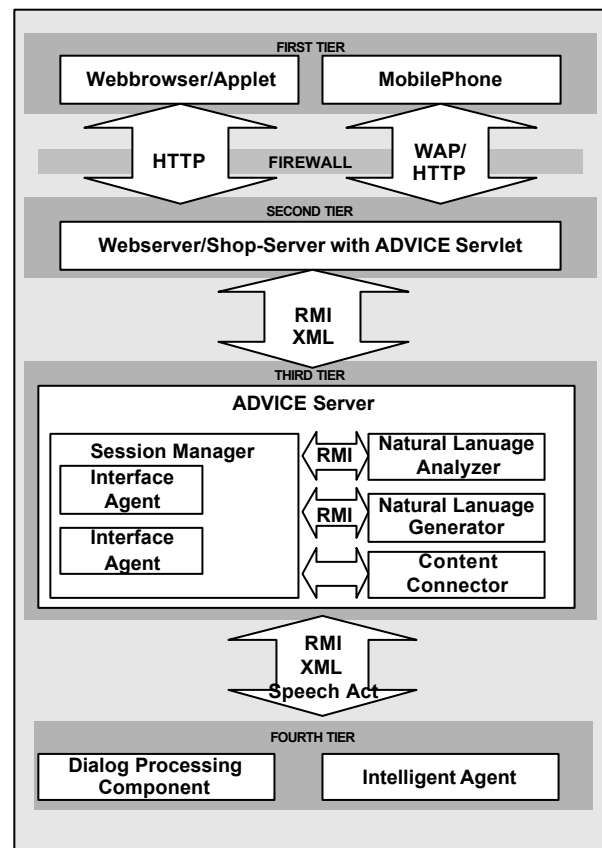 FIRST TIER
Webbrowser/Applet
MobilePhone
HTTP
FIREWALL
WAP/
HTTP
SECOND TIER
Webserver/Shop-Server with ADVICE Servlet
RMI
XML
THIRD TIER
ADVICE Server
Session Manager
Interface
Agent
Interface
Agent
RMI
Natural Lanuage
Analyzer
RMI
Natural Lanuage
Generator
Content
Connector
RMI
XML
Speech Act
FOURTH TIER
Dialog Processing
Component
Intelligent Agent